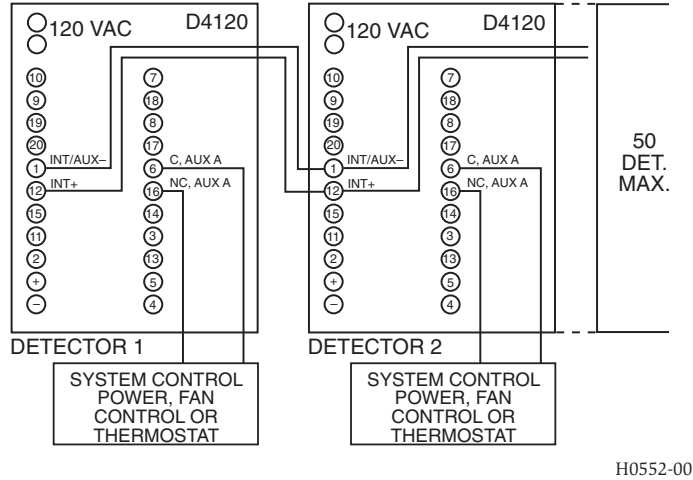 120 VAC D4120
10 7
9 18
19 8
20 17
1 INT/AUX– 6 C, AUX A
12 INT+ 16 NC, AUX A
15 14
11 3
2 13
+ 5
– 4
DETECTOR 1
SYSTEM CONTROL
POWER, FAN
CONTROL OR
THERMOSTAT
120 VAC D4120
10 7
9 18
19 8
20 17
1 INT/AUX– 6 C, AUX A
12 INT+ 16 NC, AUX A
15 14
11 3
2 13
+ 5
– 4
DETECTOR 2
SYSTEM CONTROL
POWER, FAN
CONTROL OR
THERMOSTAT
50
DET.
MAX.
H0552-00